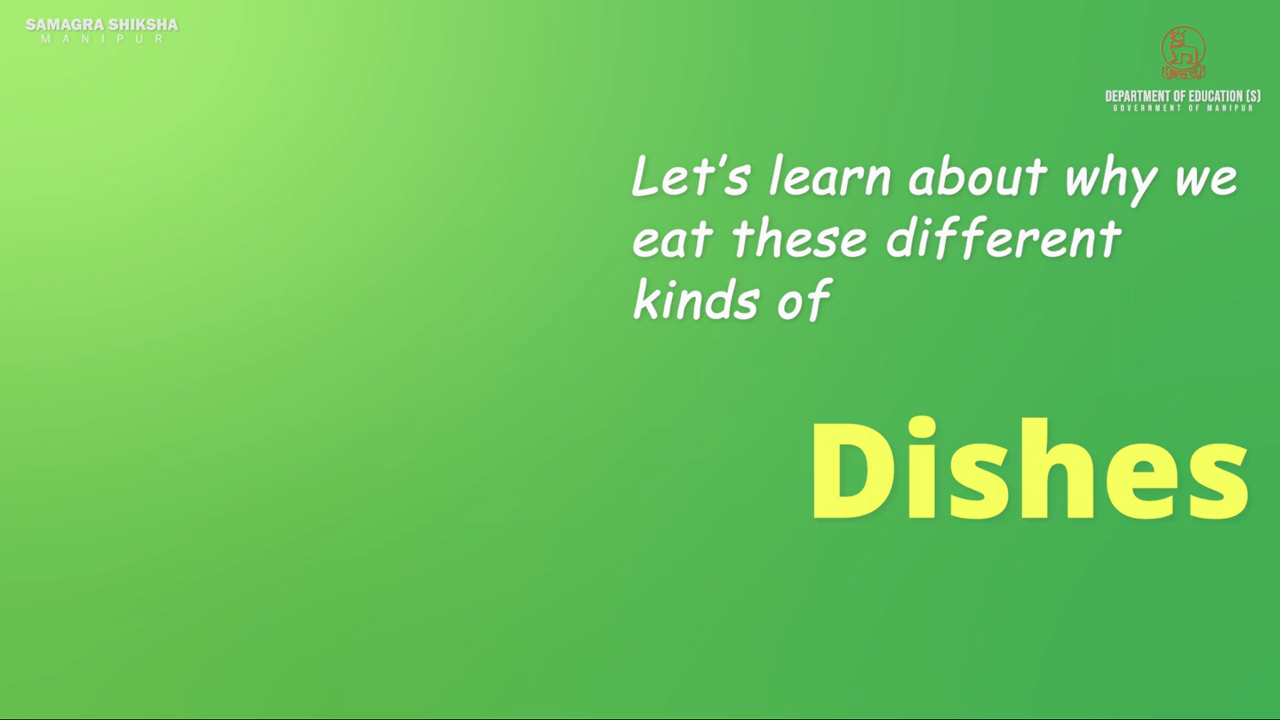 SAMAGRA SHIKSHA
MANIPUR
DEPARTMENT OF EDUCATION (S)
GOVERNMENT OF MANIPUR
Let's learn about why we
eat these different
kinds of
Dishes